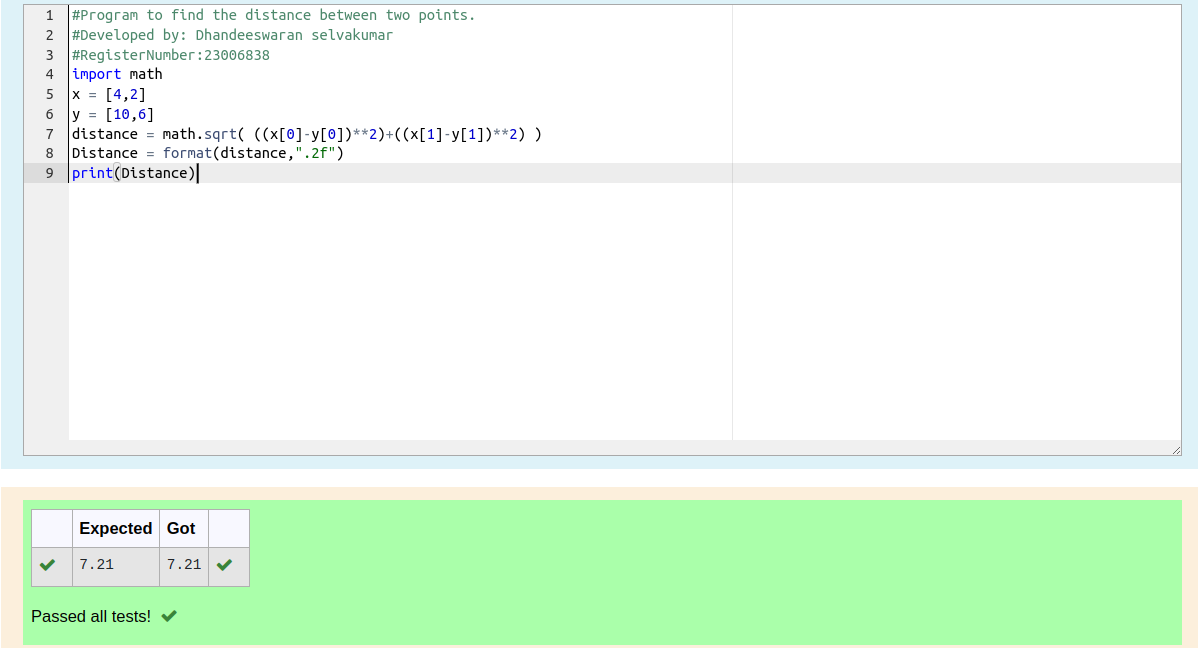 1 #Program to find the distance between two points.
2 #Developed by: Dhandeeswaran selvakumar
3 #RegisterNumber:23006838
4 import math
5 x = [4,2]
6 y = [10,6]
7 distance = math.sqrt( ((x[0]-y[0])**2)+((x[1]-y[1])**2) )
8 Distance = format(distance,".2f")
9 print(Distance)
Expected Got
7.21 7.21
Passed all tests!